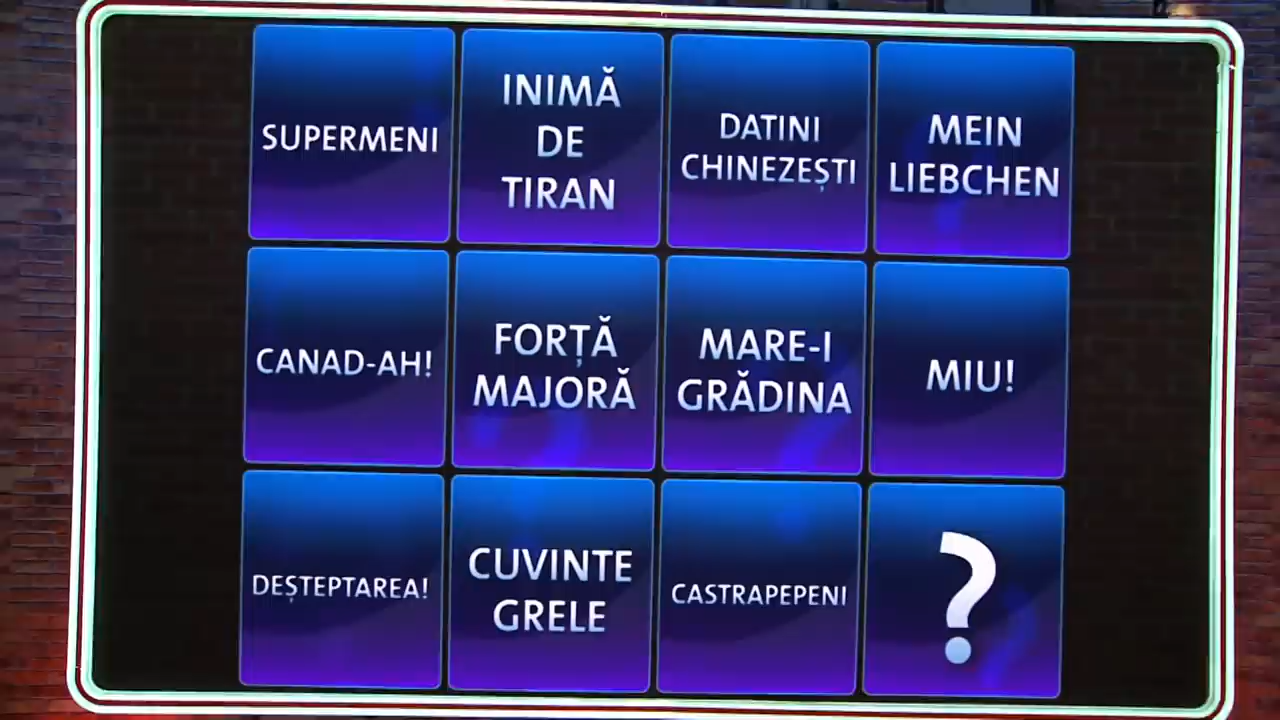 SUPERMENI
INIMĂ
DE
TIRAN
DATINI
CHINEZEȘTI
MEIN
LIEBCHEN
CANAD-AH!
FORȚĂ
MAJORĂ
MARE-I
GRĂDINA
MIU!
DEȘTEPTAREA!
CUVINTE
GRELE
CASTRAPEPENI
?